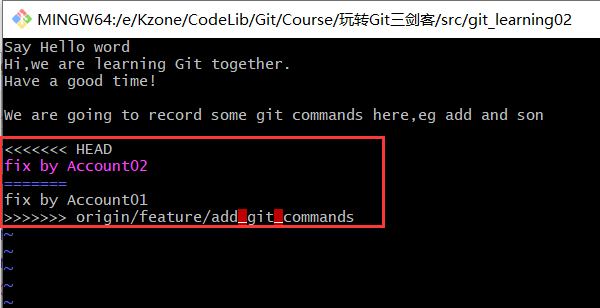 MINGW64:/e/Kzone/CodeLib/Git/Course/玩转Git三剑客/src/git_learning02
Say Hello word
Hi,we are learning Git together.
Have a good time!
We are going to record some git commands here,eg add and son
<<<<<<< HEAD
fix by Account02
=======
fix by Account01
>>>>>>> origin/feature/add_git_commands
~
~
~
~